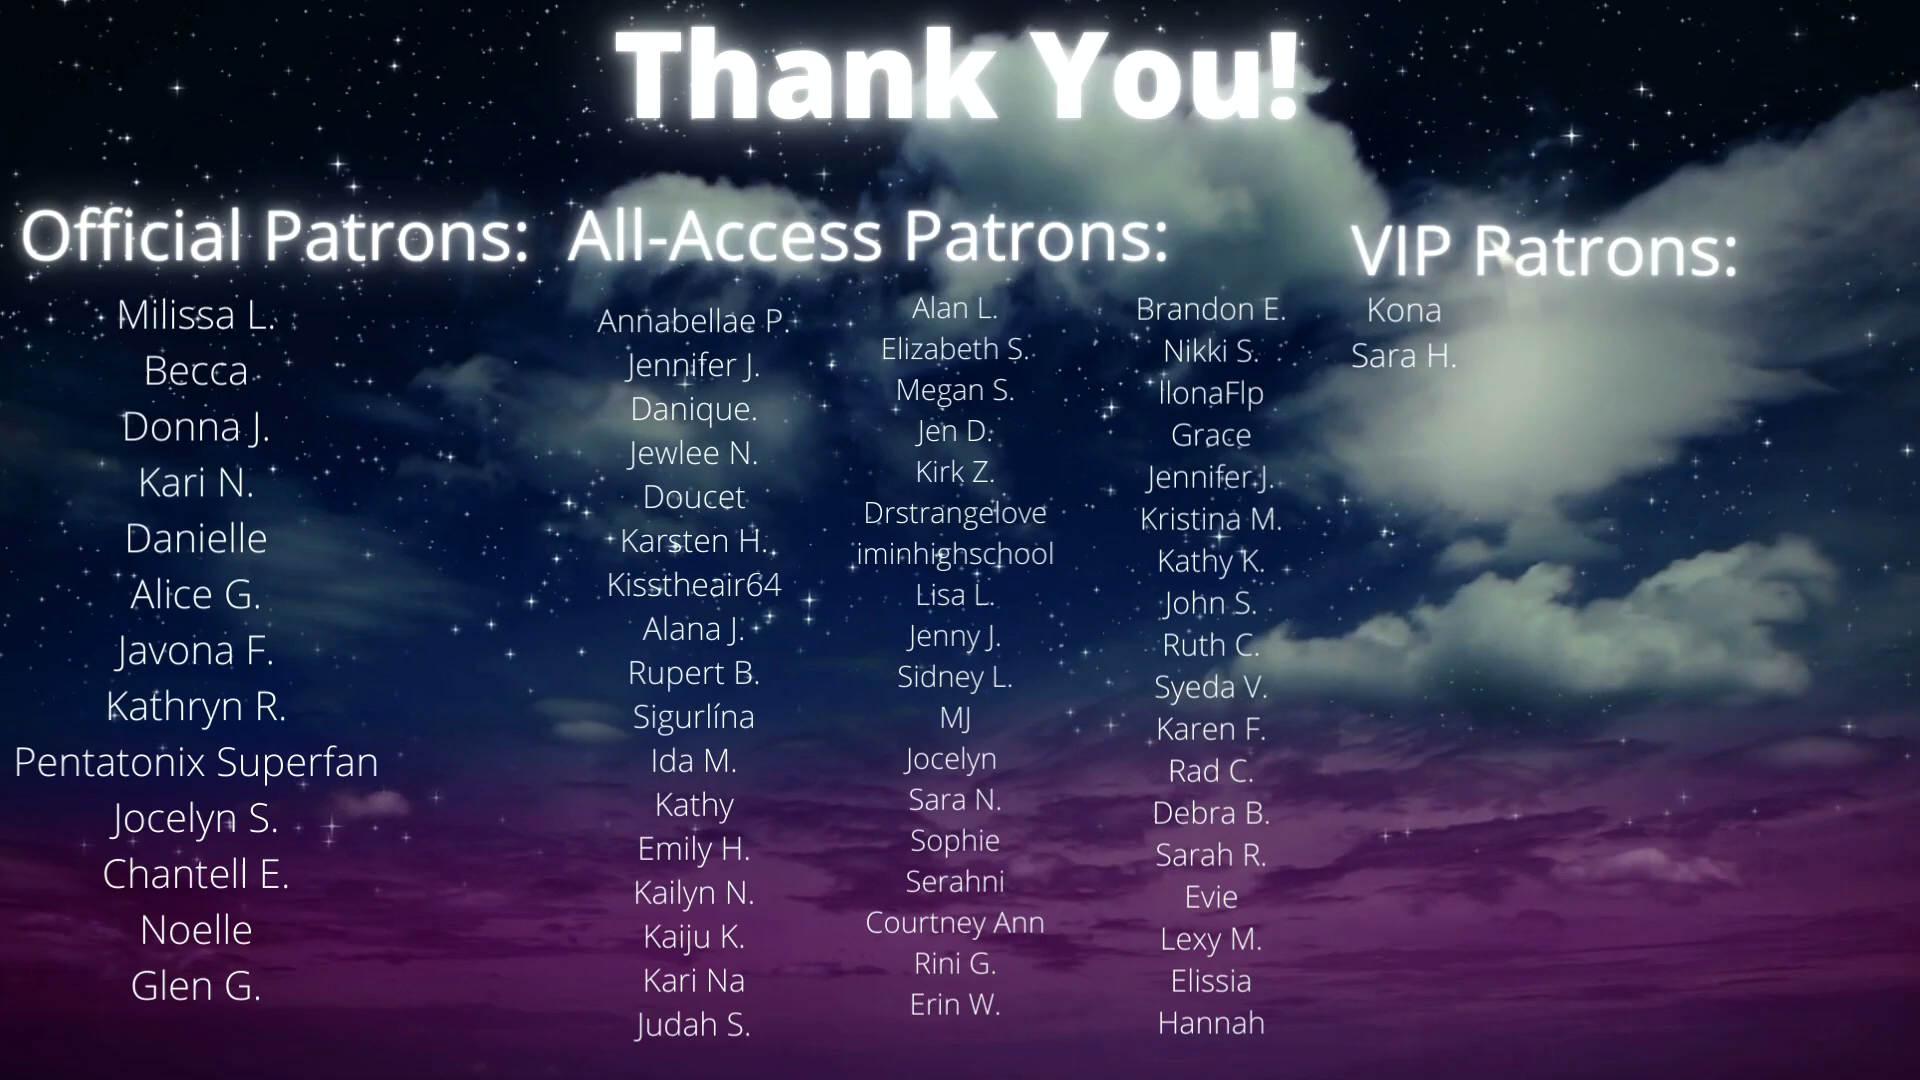 Thank You!
Official Patrons:
Milissa L.
Becca
Donna J.
Kari N.
Danielle
Alice G.
Javona F.
Kathryn R.
Pentatonix Superfan
Jocelyn S.
Chantell E.
Noelle
Glen G.
All-Access Patrons:
Annabellae P.
Jennifer J.
Danique.
Jewlee N.
Doucet
Karsten H.
Kisstheair64
Alana J.
Rupert B.
Sigurlína
Ida M.
Kathy
Emily H.
Kailyn N.
Kaiju K.
Kari Na
Judah S.
Alan L.
Elizabeth S.
Megan S.
Jen D.
Kirk Z.
Drstrangelove
iminhighschool
Lisa L.
Jenny J.
Sidney L.
MJ
Jocelyn
Sara N.
Sophie
Serahni
Courtney Ann
Rini G.
Erin W.
Brandon E.
Nikki S.
llonaFlp
Grace
Jennifer J.
Kristina M.
Kathy K.
John S.
Ruth C.
Syeda V.
Karen F.
Rad C.
Debra B.
Sarah R.
Evie
Lexy M.
Elissia
Hannah
VIP Patrons:
Kona
Sara H.